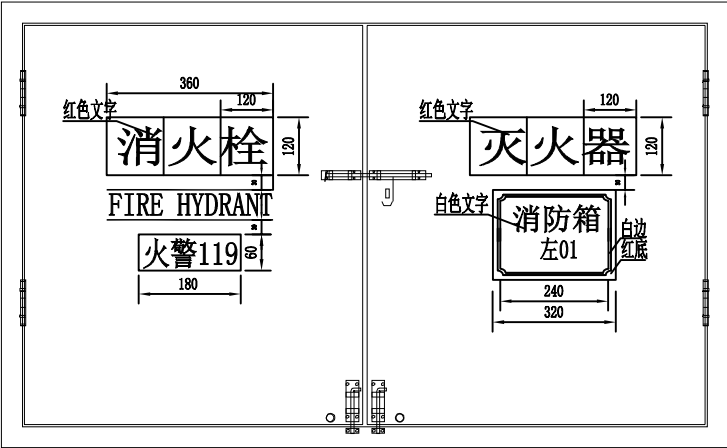 360
120
红色文字
消火栓
120
FIRE HYDRANT
火警119
60
180
120
红色文字
灭火器
120
白色文字
消防箱
左01
白边
红底
240
320